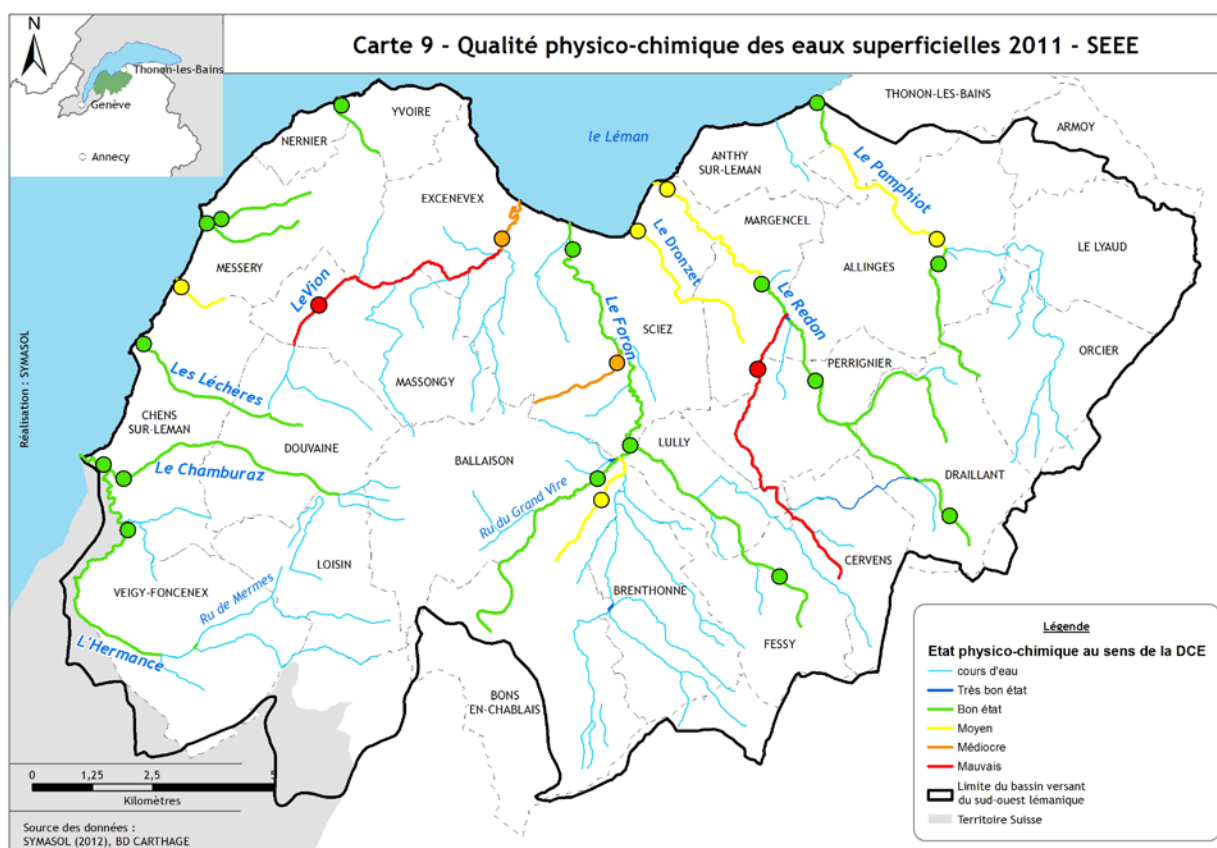 Carte 9 - Qualité physico-chimique des eaux superficielles 2011 - SEEE
N
Thonon-les-Bains
Genève
Annecy
THONON-LES-BAINS
ARMOY
YVOIRE
NERNIER
le Léman
ANTHY
SUR-LEMAN
Le Pamphiot
EXCENEVEX
MARGENCEL
LE LYAUD
Le Dronzet
MESSERY
ALLINGES
LeVion
Le Redon
Le Foron
SCIEZ
ORCIER
PERRIGNIER
Les Léchères
MASSONGY
CHENS
SUR-LEMAN
DOUVAINE
LULLY
BALLAISON
Le Chamburaz
DRAILLANT
Ru du Grand Vire
LOISIN
CERVENS
VEIGY-FONCENEX
Ru de Mermes
BRENTHONNE
L'Hermance
FESSY
BONS
EN-CHABLAIS
Réalisation : SYMASOL
Légende
Etat physico-chimique au sens de la DCE
cours d'eau
Très bon état
Bon état
Moyen
Médiocre
Mauvais
Limite du bassin versant
du sud-ouest lémanique
Territoire Suisse
0 1,25 2,5 5
Kilomètres
Source des données :
SYMASOL (2012), BD CARTHAGE